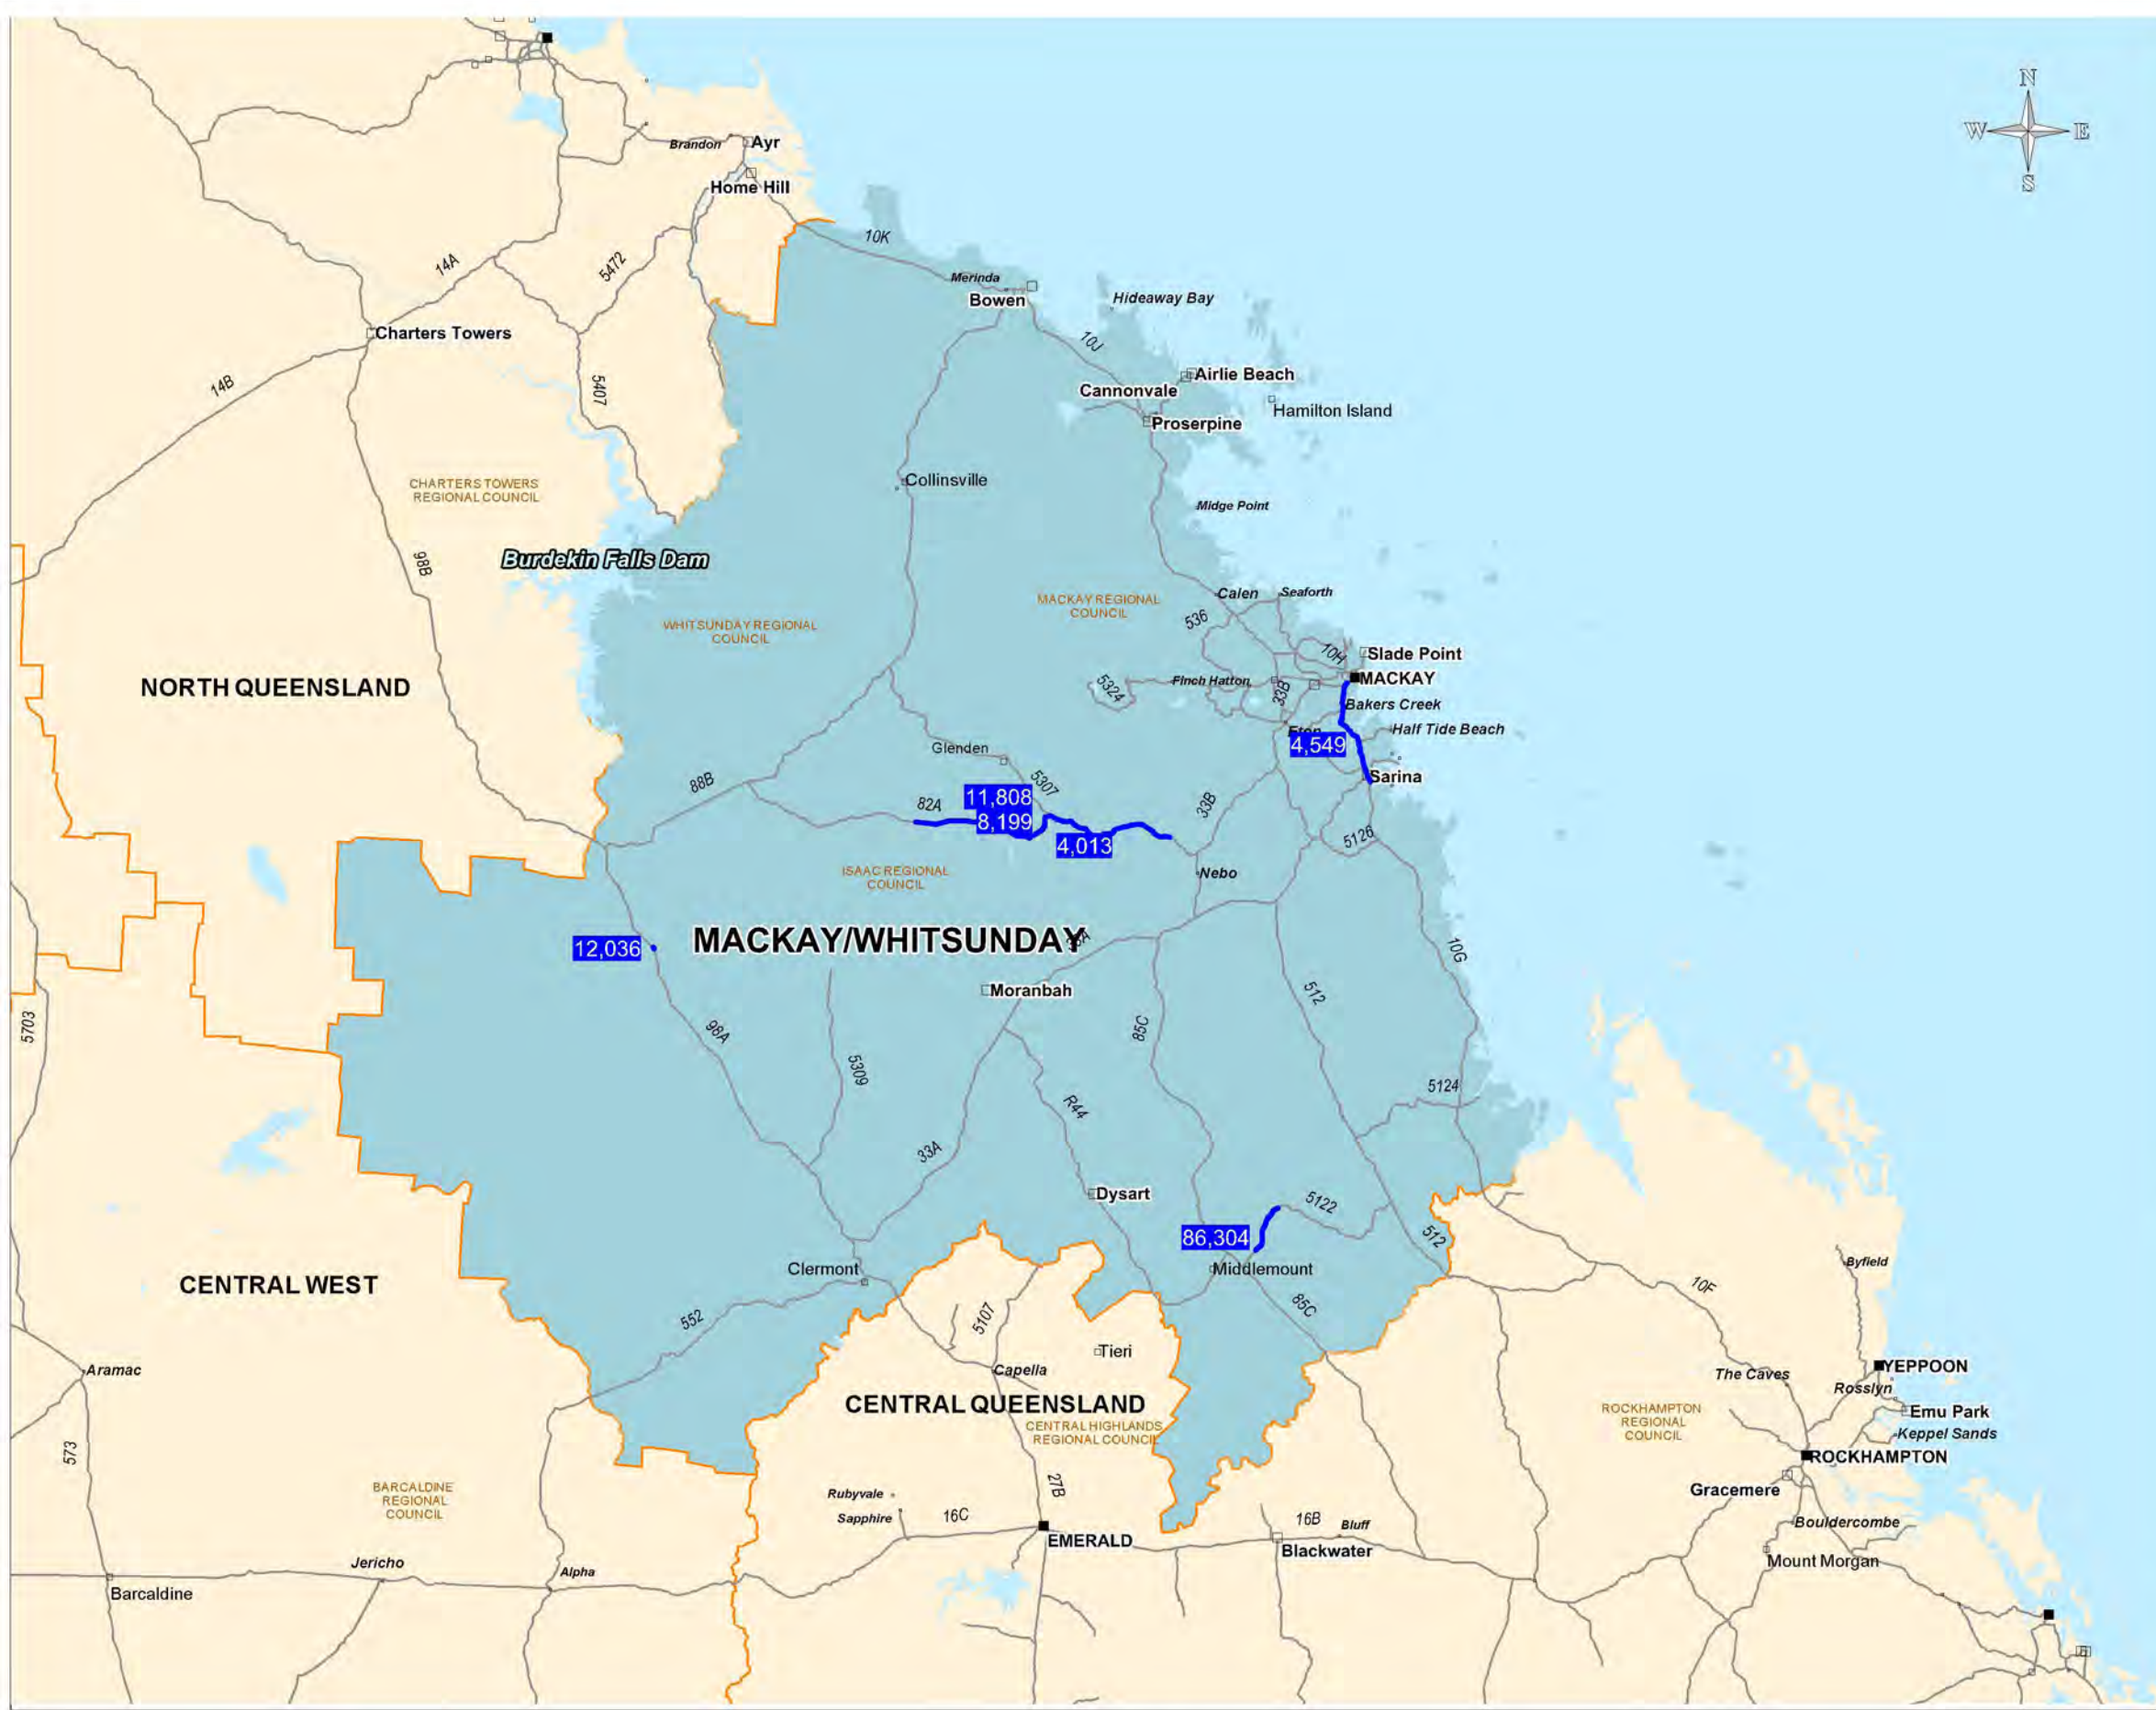 N
W E
S
Brandon
Ayr
Home Hill
10K
14A
5472
Merinda
Bowen
Hideaway Bay
10J
Charters Towers
14B
5407
Airlie Beach
Cannonvale
Hamilton Island
Proserpine
CHARTERS TOWERS
REGIONAL COUNCIL
Collinsville
Midge Point
98B
Burdekin Falls Dam
MACKAY REGIONAL
COUNCIL
Calen
Seaforth
536
WHITSUNDAY REGIONAL
COUNCIL
10H
Slade Point
NORTH QUEENSLAND
5324
Finch Hatton
33B
MACKAY
Bakers Creek
Eton
Half Tide Beach
4,549
Glenden
Sarina
88B
5307
82A
11,808
8,199
33B
4,013
5126
ISAAC REGIONAL
COUNCIL
Nebo
12,036
MACKAY/WHITSUNDAY
10G
Moranbah
512
5703
98A
85C
5309
5124
R44
33A
Dysart
5122
86,304
512
Clermont
Middlemount
Byfield
CENTRAL WEST
10F
552
5107
85C
Tieri
Aramac
Capella
YEPPOON
The Caves
Rosslyn
CENTRAL QUEENSLAND
CENTRAL HIGHLANDS
REGIONAL COUNCIL
ROCKHAMPTON
REGIONAL
COUNCIL
Emu Park
Keppel Sands
573
ROCKHAMPTON
BARCALDINE
REGIONAL
COUNCIL
27B
Rubyvale
Gracemere
Sapphire
16C
16B
Bluff
Bouldercombe
EMERALD
Blackwater
Jericho
Alpha
Mount Morgan
Barcaldine